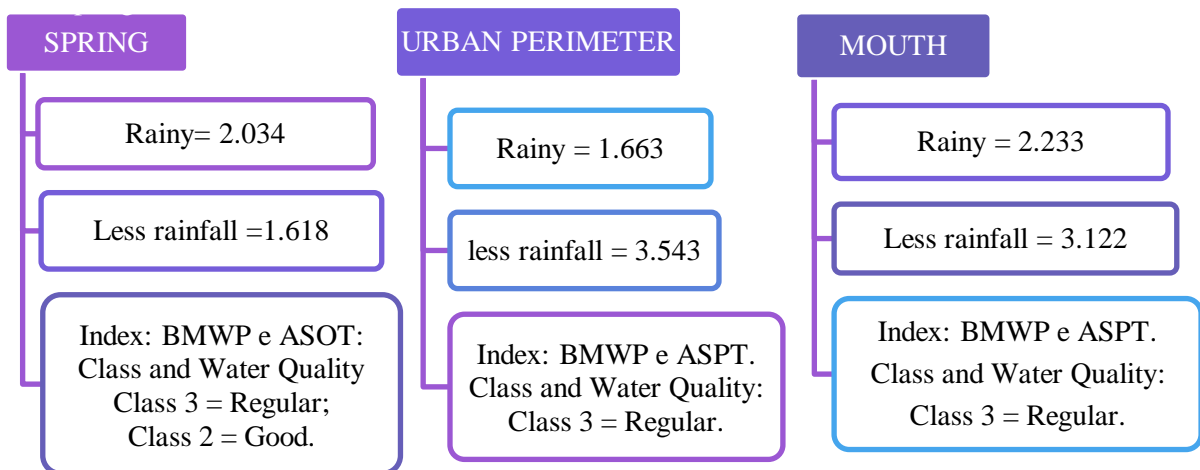 SPRING
Rainy= 2.034
Less rainfall =1.618
Index: BMWP e ASOT:
Class and Water Quality
Class 3 = Regular;
Class 2 = Good.
URBAN PERIMETER
Rainy = 1.663
less rainfall = 3.543
Index: BMWP e ASPT.
Class and Water Quality:
Class 3 = Regular.
MOUTH
Rainy = 2.233
Less rainfall = 3.122
Index: BMWP e ASPT.
Class and Water Quality:
Class 3 = Regular.